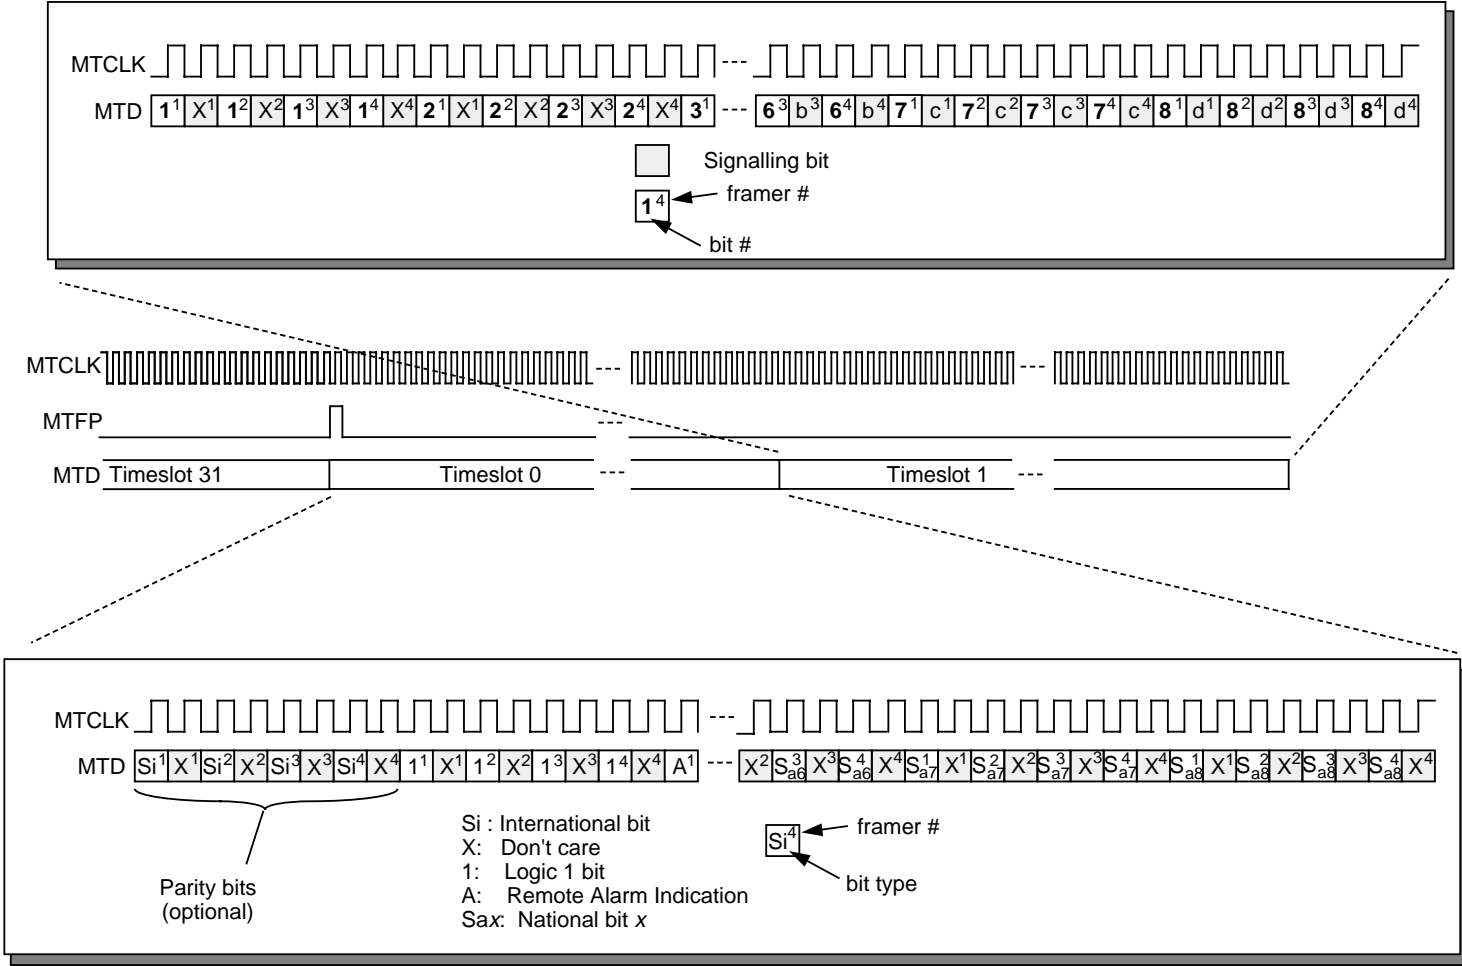 MTCLK ---
MTD 1¹ X¹ 1² X² 1³ X³ 1⁴ X⁴ 2¹ X¹ 2² X² 2³ X³ 2⁴ X⁴ 3¹ --- 6³ b³ 6⁴ b⁴ 7¹ c¹ 7² c² 7³ c³ 7⁴ c⁴ 8¹ d¹ 8² d² 8³ d³ 8⁴ d⁴
Signalling bit
1⁴ framer #
bit #
MTCLK --- ---
MTFP ---
MTD Timeslot 31 Timeslot 0 --- Timeslot 1 ---
MTCLK ---
MTD Si¹ X¹ Si² X² Si³ X³ Si⁴ X⁴ 1¹ X¹ 1² X² 1³ X³ 1⁴ X⁴ A¹ --- X² Sa6³ X³ Sa6⁴ X⁴ Sa7¹ X¹ Sa7² X² Sa7³ X³ Sa7⁴ X⁴ Sa8¹ X¹ Sa8² X² Sa8³ X³ Sa8⁴ X⁴
Parity bits
(optional)
Si : International bit
X: Don't care
1: Logic 1 bit
A: Remote Alarm Indication
Sax: National bit x
Si⁴ framer #
bit type